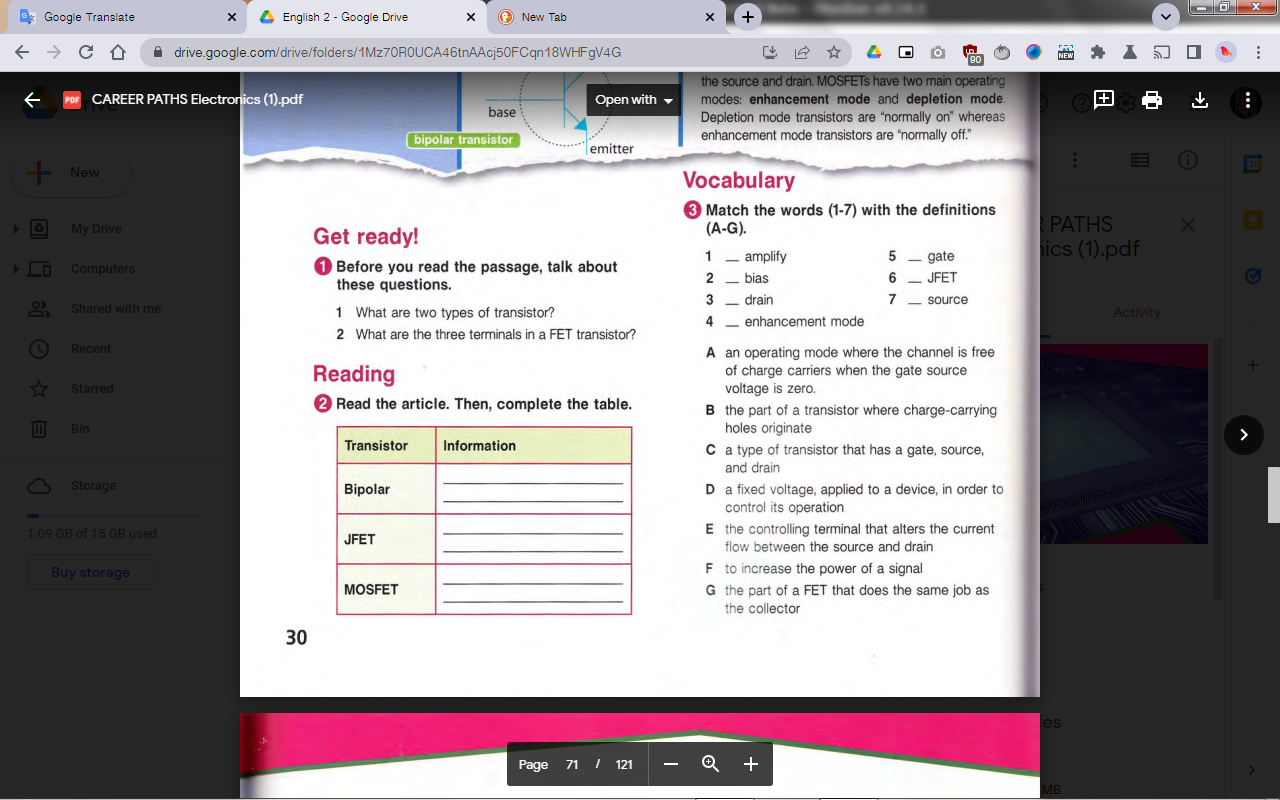 Google Translate
English 2 - Google Drive
New Tab
drive.google.com/drive/folders/1Mz70R0UCA46tnAAcj50FCqn18WHFgV4G
90
NEW
PDF
CAREER PATHS Electronics (1).pdf
Open with
New
My Drive
Computers
Shared with me
Recent
Starred
Bin
Storage
1.09 GB of 15 GB used
Buy storage
base
bipolar transistor
emitter
the source and drain. MOSFETs have two main operating
modes: enhancement mode and depletion mode.
Depletion mode transistors are "normally on" whereas
enhancement mode transistors are "normally off."
Get ready!
1 Before you read the passage, talk about
these questions.
1 What are two types of transistor?
2 What are the three terminals in a FET transistor?
Reading
2 Read the article. Then, complete the table.
Transistor Information
Bipolar
JFET
MOSFET
30
Vocabulary
3 Match the words (1-7) with the definitions
(A-G).
1 __ amplify
2 __ bias
3 __ drain
4 __ enhancement mode
5 __ gate
6 __ JFET
7 __ source
A an operating mode where the channel is free
of charge carriers when the gate source
voltage is zero.
B the part of a transistor where charge-carrying
holes originate
C a type of transistor that has a gate, source,
and drain
D a fixed voltage, applied to a device, in order to
control its operation
E the controlling terminal that alters the current
flow between the source and drain
F to increase the power of a signal
G the part of a FET that does the same job as
the collector
PATHS
ics (1).pdf
Activity
MB
Page 71 / 121